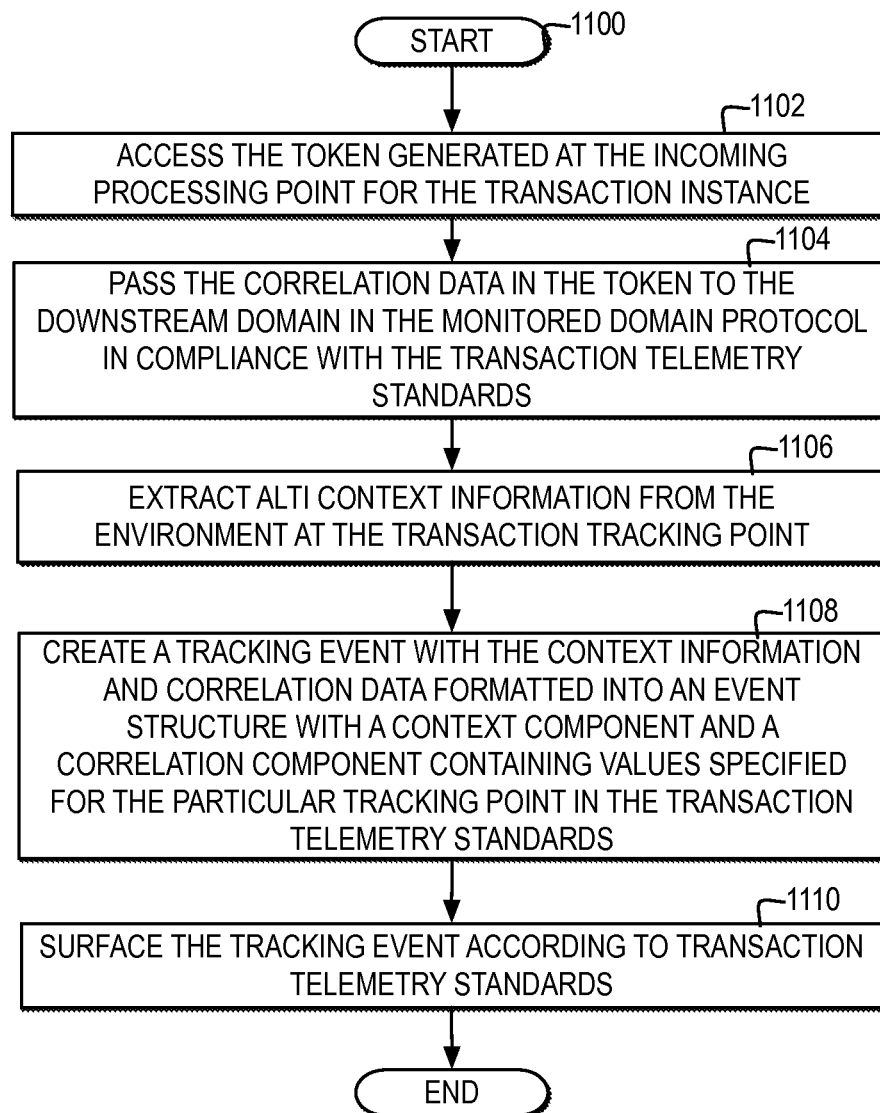 START
1100
1102
ACCESS THE TOKEN GENERATED AT THE INCOMING
PROCESSING POINT FOR THE TRANSACTION INSTANCE
1104
PASS THE CORRELATION DATA IN THE TOKEN TO THE
DOWNSTREAM DOMAIN IN THE MONITORED DOMAIN PROTOCOL
IN COMPLIANCE WITH THE TRANSACTION TELEMETRY
STANDARDS
1106
EXTRACT ALTI CONTEXT INFORMATION FROM THE
ENVIRONMENT AT THE TRANSACTION TRACKING POINT
1108
CREATE A TRACKING EVENT WITH THE CONTEXT INFORMATION
AND CORRELATION DATA FORMATTED INTO AN EVENT
STRUCTURE WITH A CONTEXT COMPONENT AND A
CORRELATION COMPONENT CONTAINING VALUES SPECIFIED
FOR THE PARTICULAR TRACKING POINT IN THE TRANSACTION
TELEMETRY STANDARDS
1110
SURFACE THE TRACKING EVENT ACCORDING TO TRANSACTION
TELEMETRY STANDARDS
END